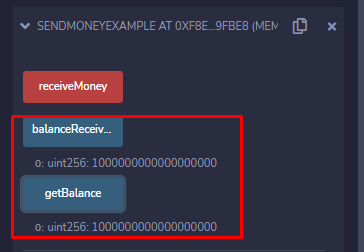 SENDMONEYEXAMPLE AT 0XF8E...9FBE8 (MEM
receiveMoney
balanceReceiv...
0: uint256: 1000000000000000000
getBalance
0: uint256: 1000000000000000000